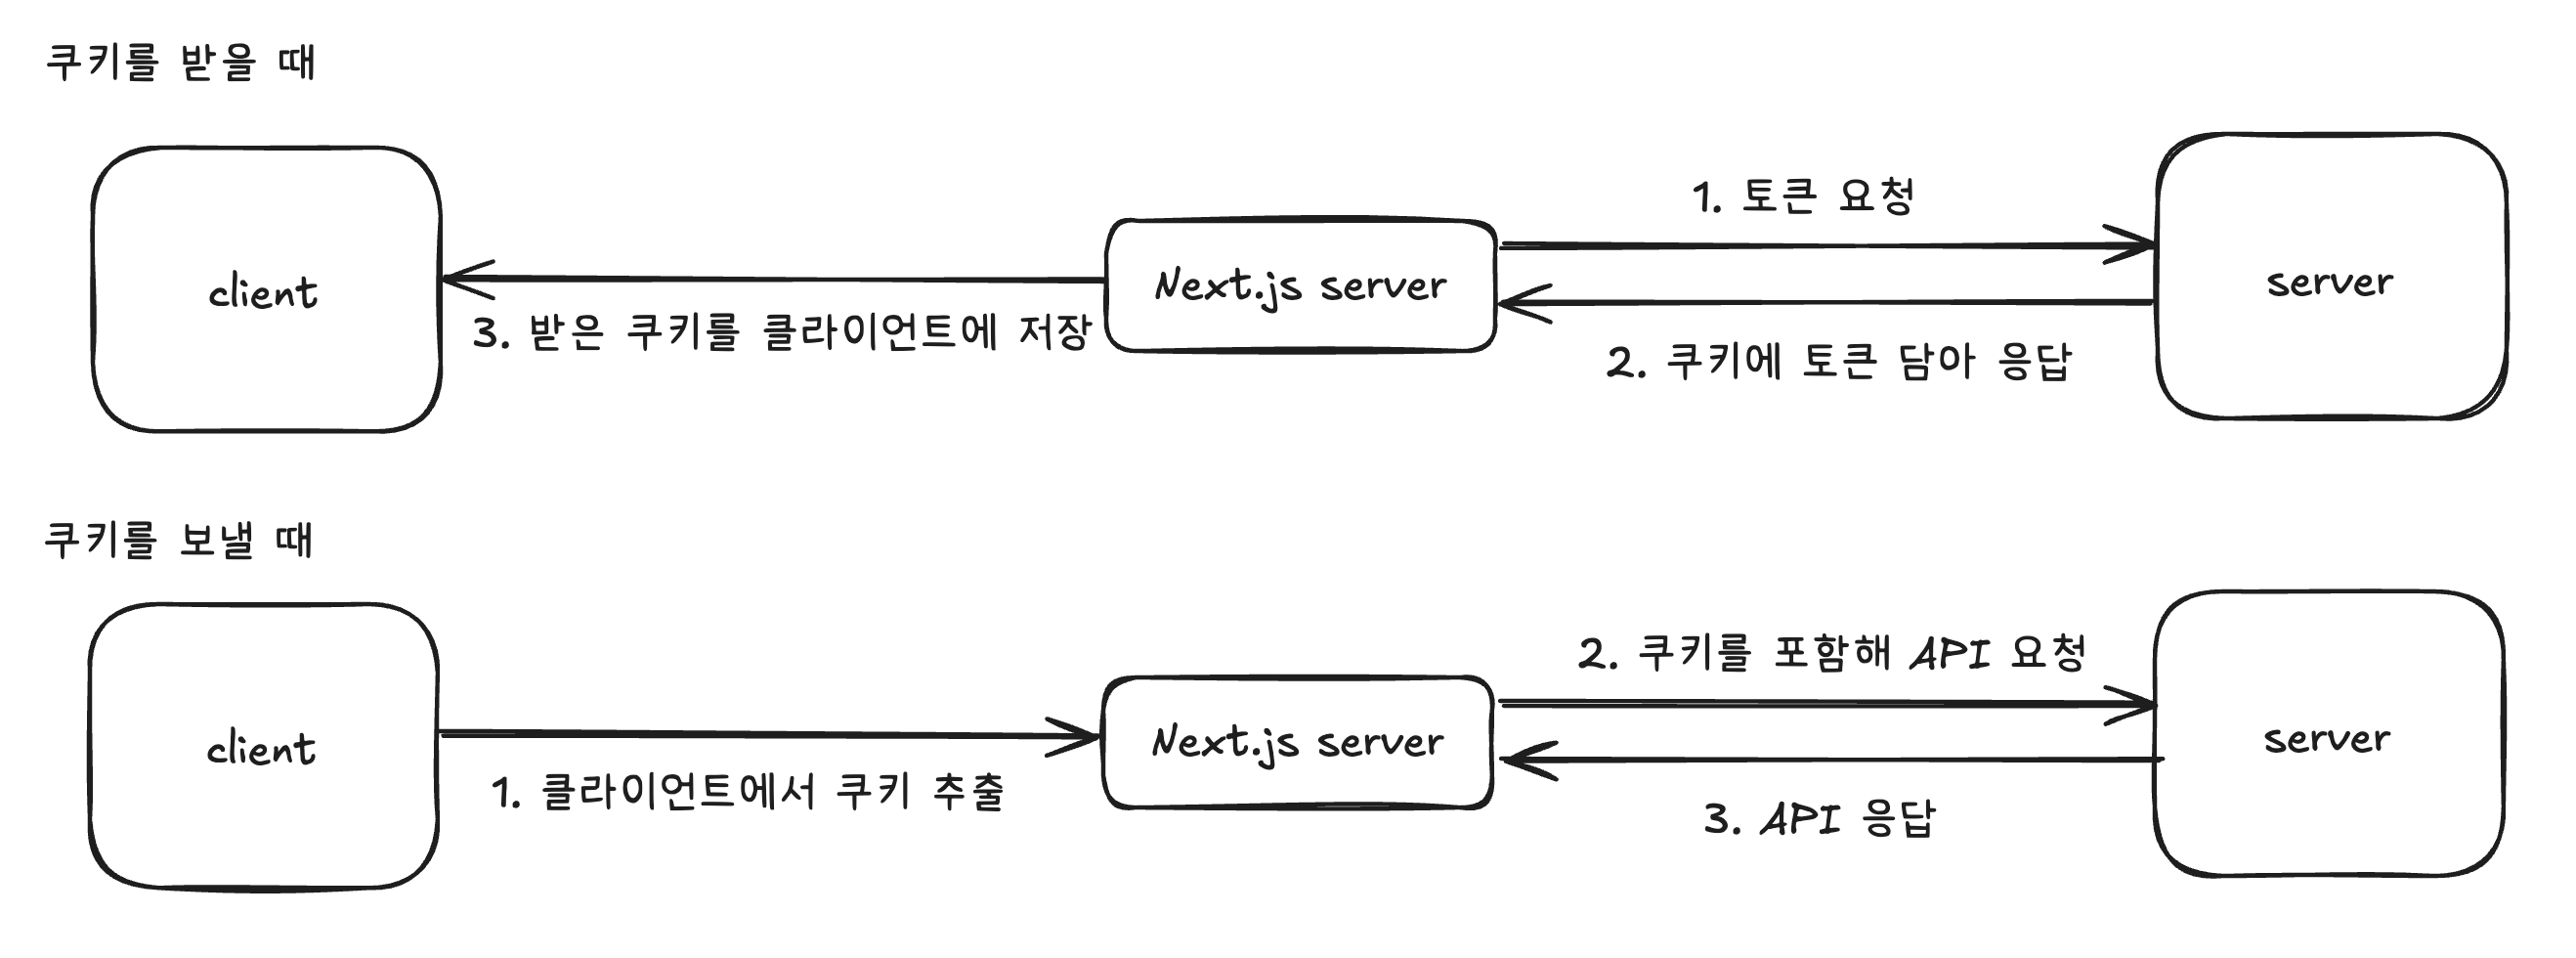 쿠키를 받을 때
client
Next.js server
server
1. 토큰 요청
2. 쿠키에 토큰 담아 응답
3. 받은 쿠키를 클라이언트에 저장
쿠키를 보낼 때
client
Next.js server
server
1. 클라이언트에서 쿠키 추출
2. 쿠키를 포함해 API 요청
3. API 응답